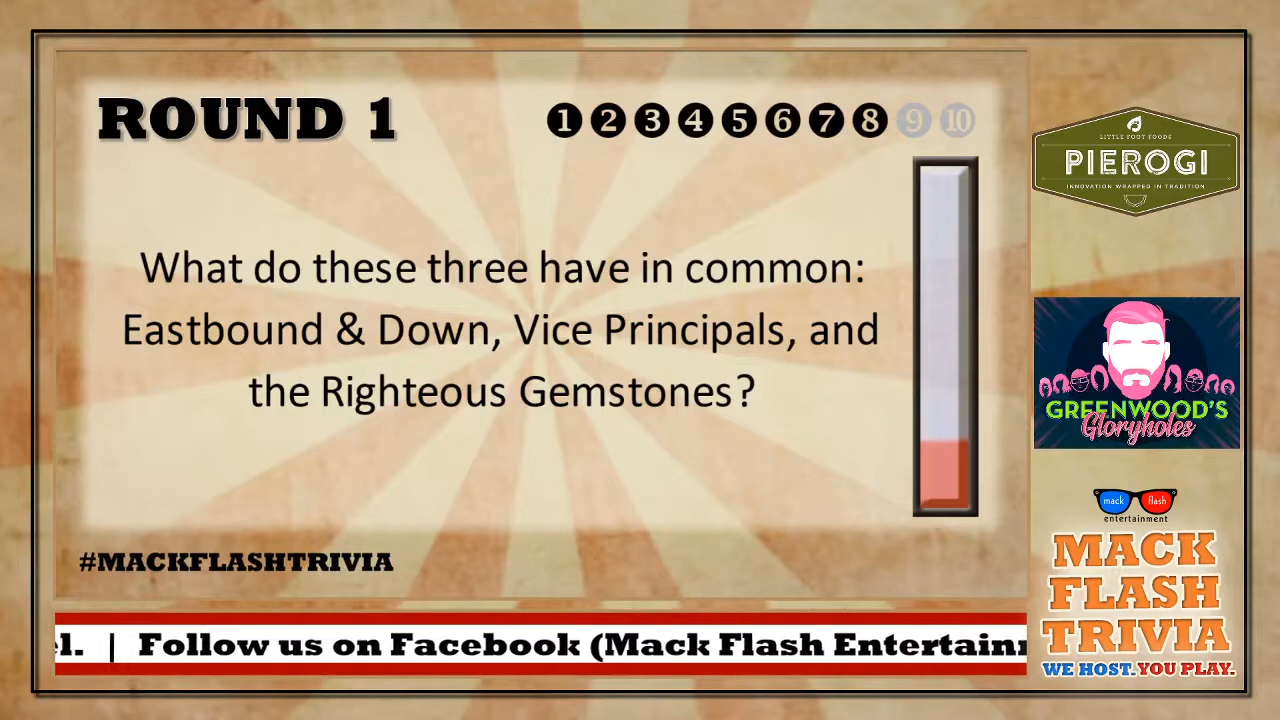 ROUND 1
1 2 3 4 5 6 7 8 9 10
What do these three have in common:
Eastbound & Down, Vice Principals, and
the Righteous Gemstones?
#MACKFLASHTRIVIA
el. | Follow us on Facebook (Mack Flash Entertain
LITTLE FOOT FOODS
PIEROGI
INNOVATION WRAPPED IN TRADITION
GREENWOOD'S
Gloryholes
mack flash
entertainment
MACK
FLASH
TRIVIA
WE HOST. YOU PLAY.